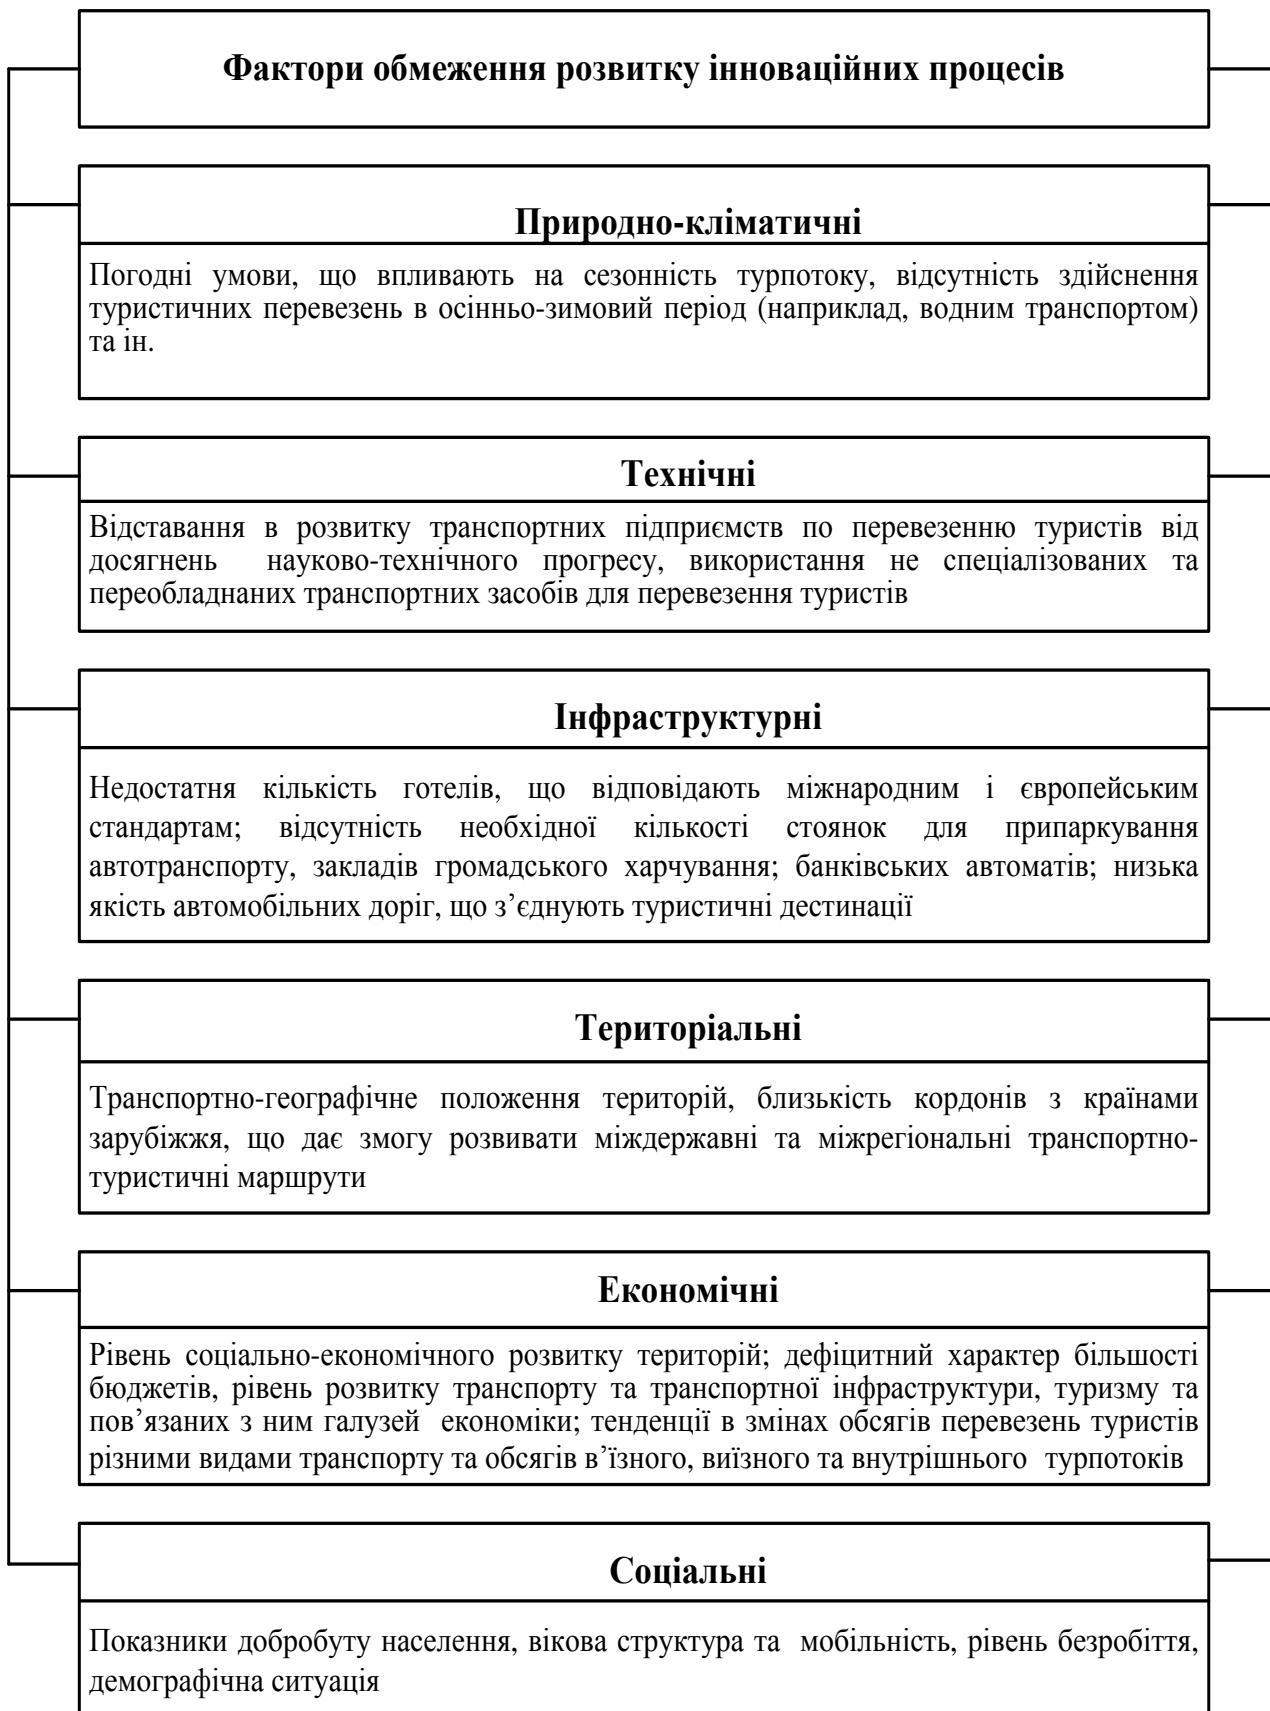 Фактори обмеження розвитку інноваційних процесів
Природно-кліматичні
Погодні умови, що впливають на сезонність турпотоку, відсутність здійснення
туристичних перевезень в осінньо-зимовий період (наприклад, водним транспортом)
та ін.
Технічні
Відставання в розвитку транспортних підприємств по перевезенню туристів від
досягнень науково-технічного прогресу, використання не спеціалізованих та
переобладнаних транспортних засобів для перевезення туристів
Інфраструктурні
Недостатня кількість готелів, що відповідають міжнародним і європейським
стандартам; відсутність необхідної кількості стоянок для припаркування
автотранспорту, закладів громадського харчування; банківських автоматів; низька
якість автомобільних доріг, що з’єднують туристичні дестинації
Територіальні
Транспортно-географічне положення територій, близькість кордонів з країнами
зарубіжжя, що дає змогу розвивати міждержавні та міжрегіональні транспортно-
туристичні маршрути
Економічні
Рівень соціально-економічного розвитку територій; дефіцитний характер більшості
бюджетів, рівень розвитку транспорту та транспортної інфраструктури, туризму та
пов’язаних з ним галузей економіки; тенденції в змінах обсягів перевезень туристів
різними видами транспорту та обсягів в’їзного, виїзного та внутрішнього турпотоків
Соціальні
Показники добробуту населення, вікова структура та мобільність, рівень безробіття,
демографічна ситуація